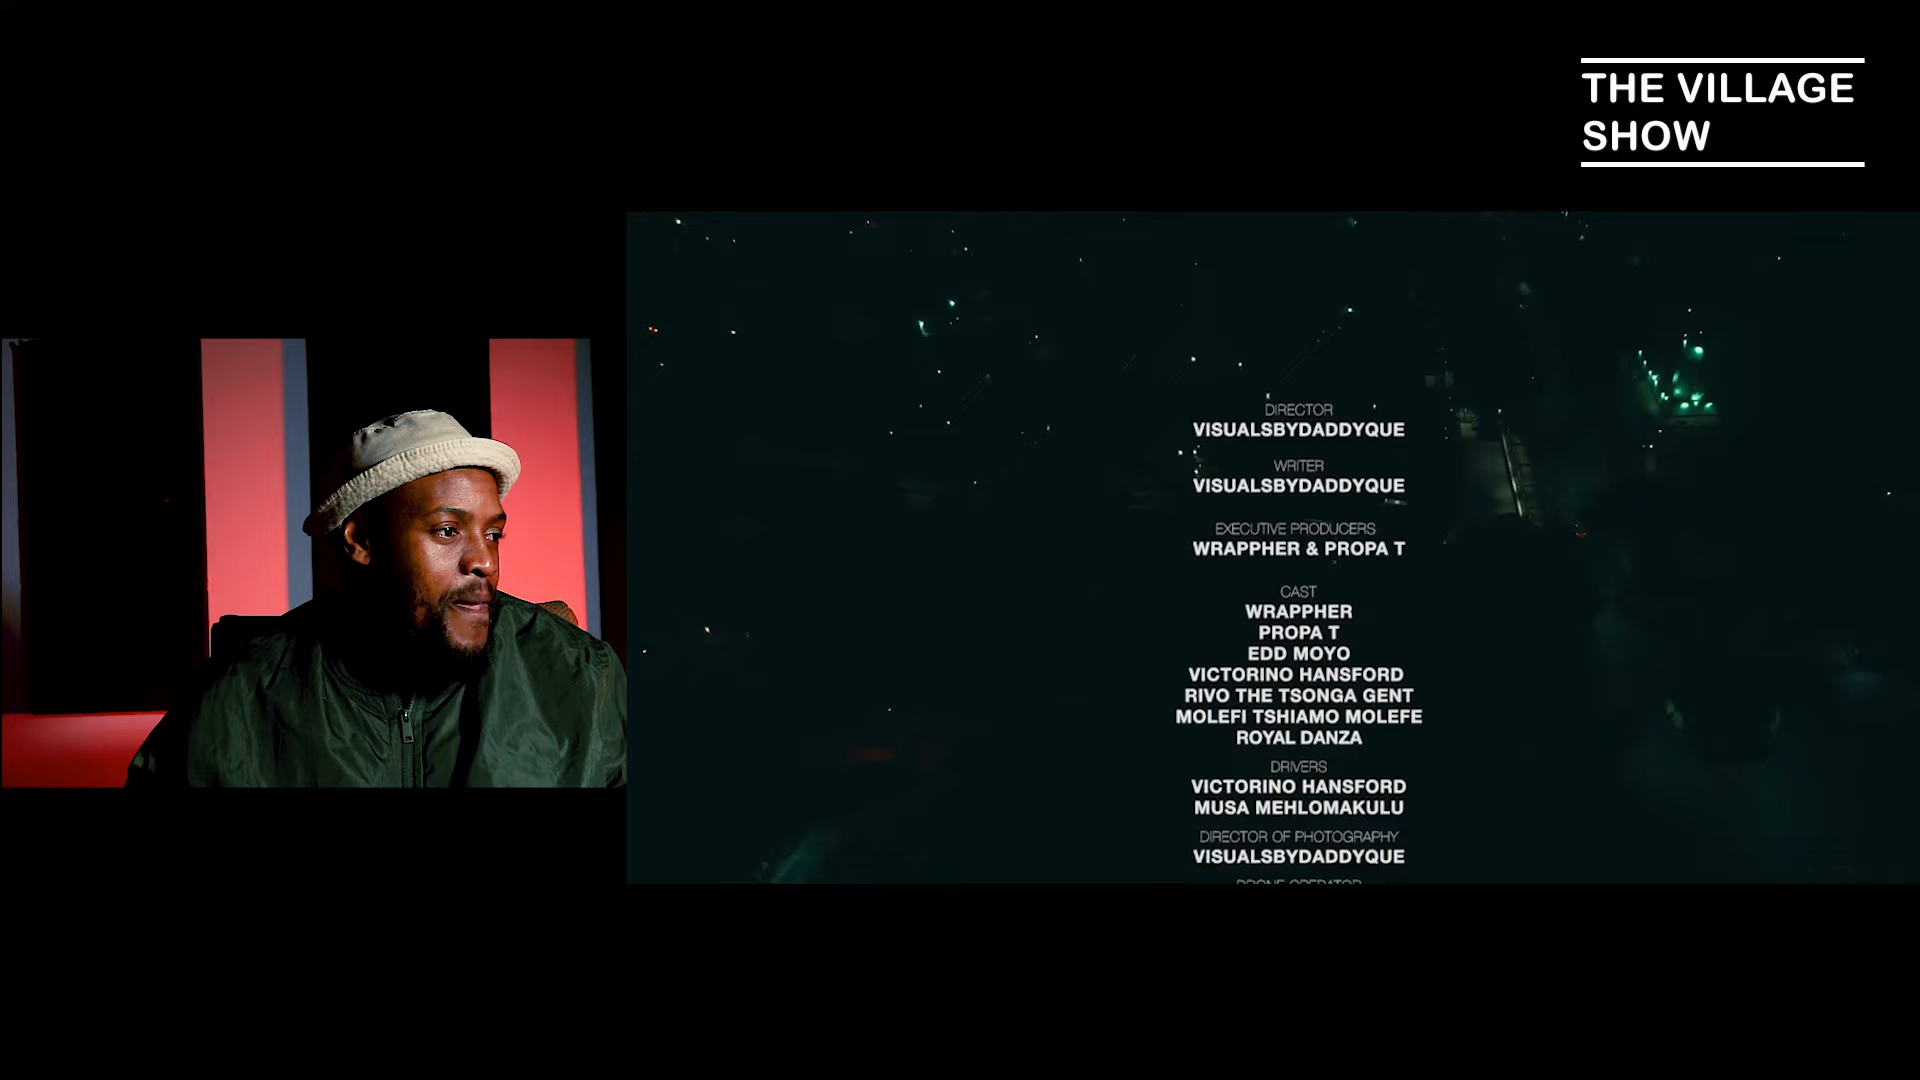 THE VILLAGE
SHOW
DIRECTOR
VISUALSBYDADDYQUE
WRITER
VISUALSBYDADDYQUE
EXECUTIVE PRODUCERS
WRAPPHER & PROPA T
CAST
WRAPPHER
PROPA T
EDD MOYO
VICTORINO HANSFORD
RIVO THE TSONGA GENT
MOLEFI TSHIAMO MOLEFE
ROYAL DANZA
DRIVERS
VICTORINO HANSFORD
MUSA MEHLOMAKULU
DIRECTOR OF PHOTOGRAPHY
VISUALSBYDADDYQUE